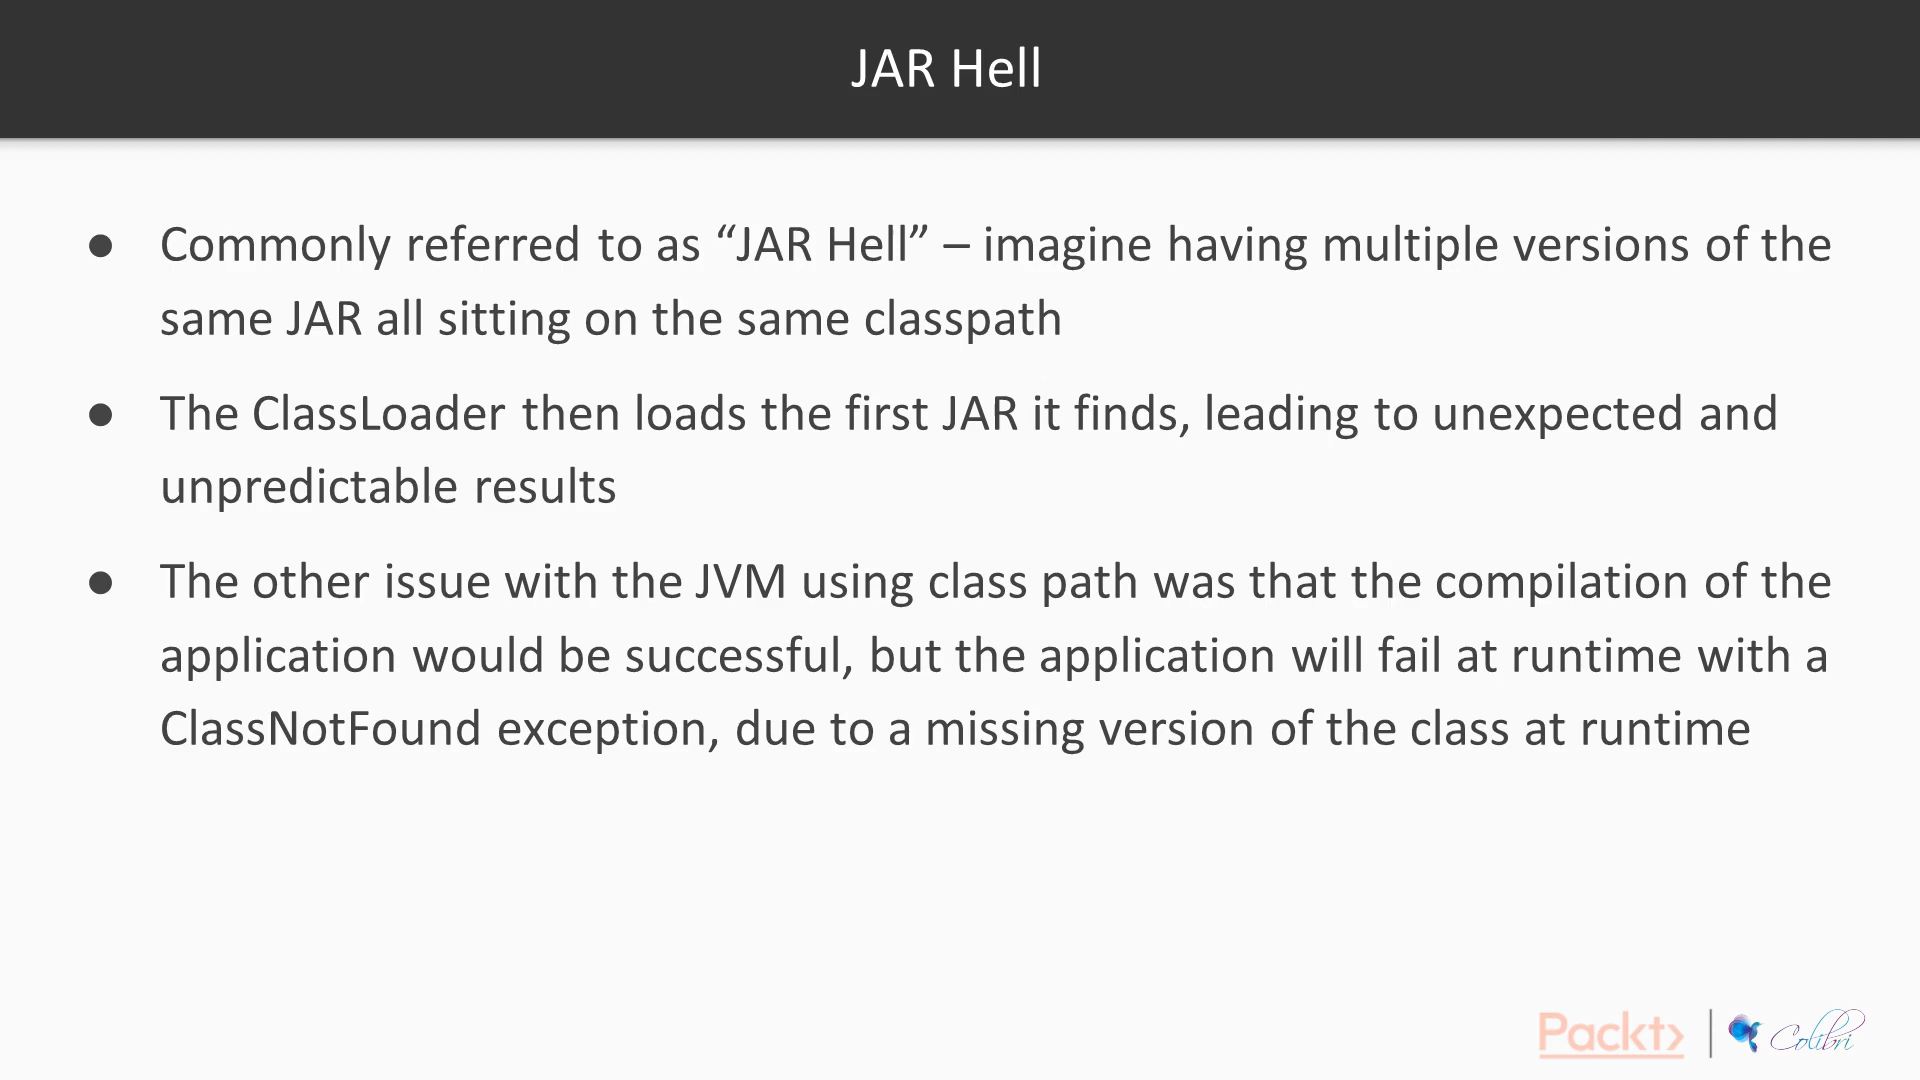 JAR Hell
● Commonly referred to as “JAR Hell” – imagine having multiple versions of the
same JAR all sitting on the same classpath
● The ClassLoader then loads the first JAR it finds, leading to unexpected and
unpredictable results
● The other issue with the JVM using class path was that the compilation of the
application would be successful, but the application will fail at runtime with a
ClassNotFound exception, due to a missing version of the class at runtime
Packt> | Colibri